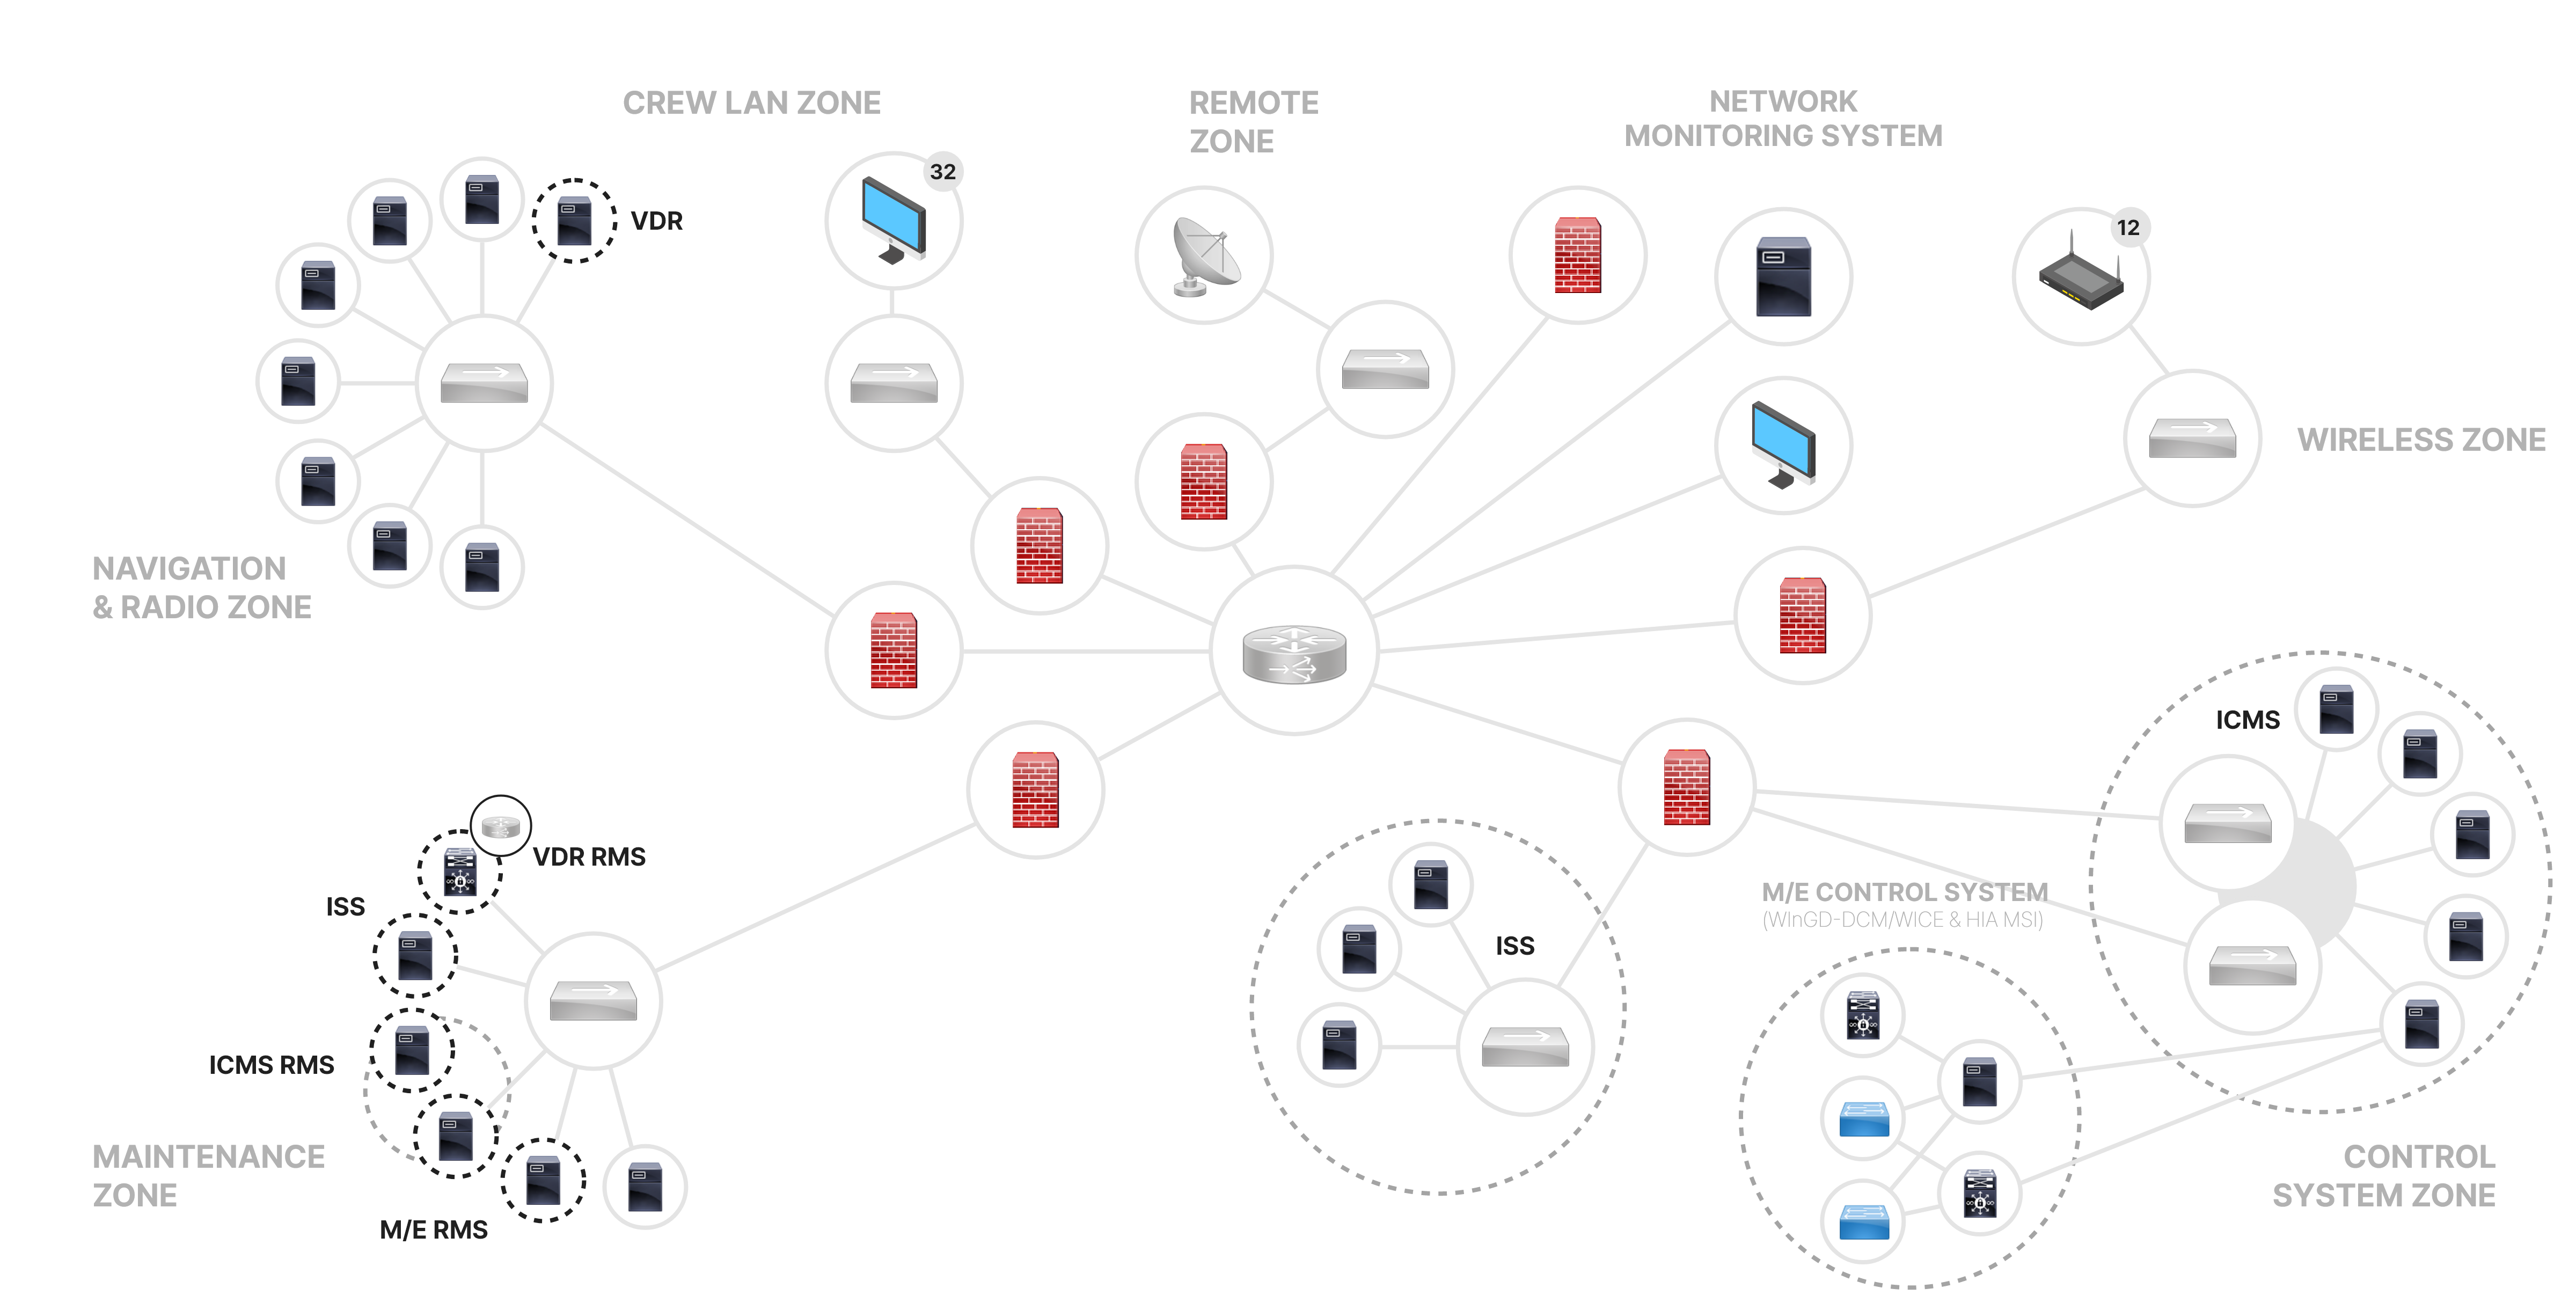 CREW LAN ZONE
REMOTE
ZONE
NETWORK
MONITORING SYSTEM
32
12
VDR
WIRELESS ZONE
NAVIGATION
& RADIO ZONE
ICMS
VDR RMS
ISS
M/E CONTROL SYSTEM
(WInGD-DCM/WICE & HIA MSI)
ISS
ICMS RMS
MAINTENANCE
ZONE
M/E RMS
CONTROL
SYSTEM ZONE